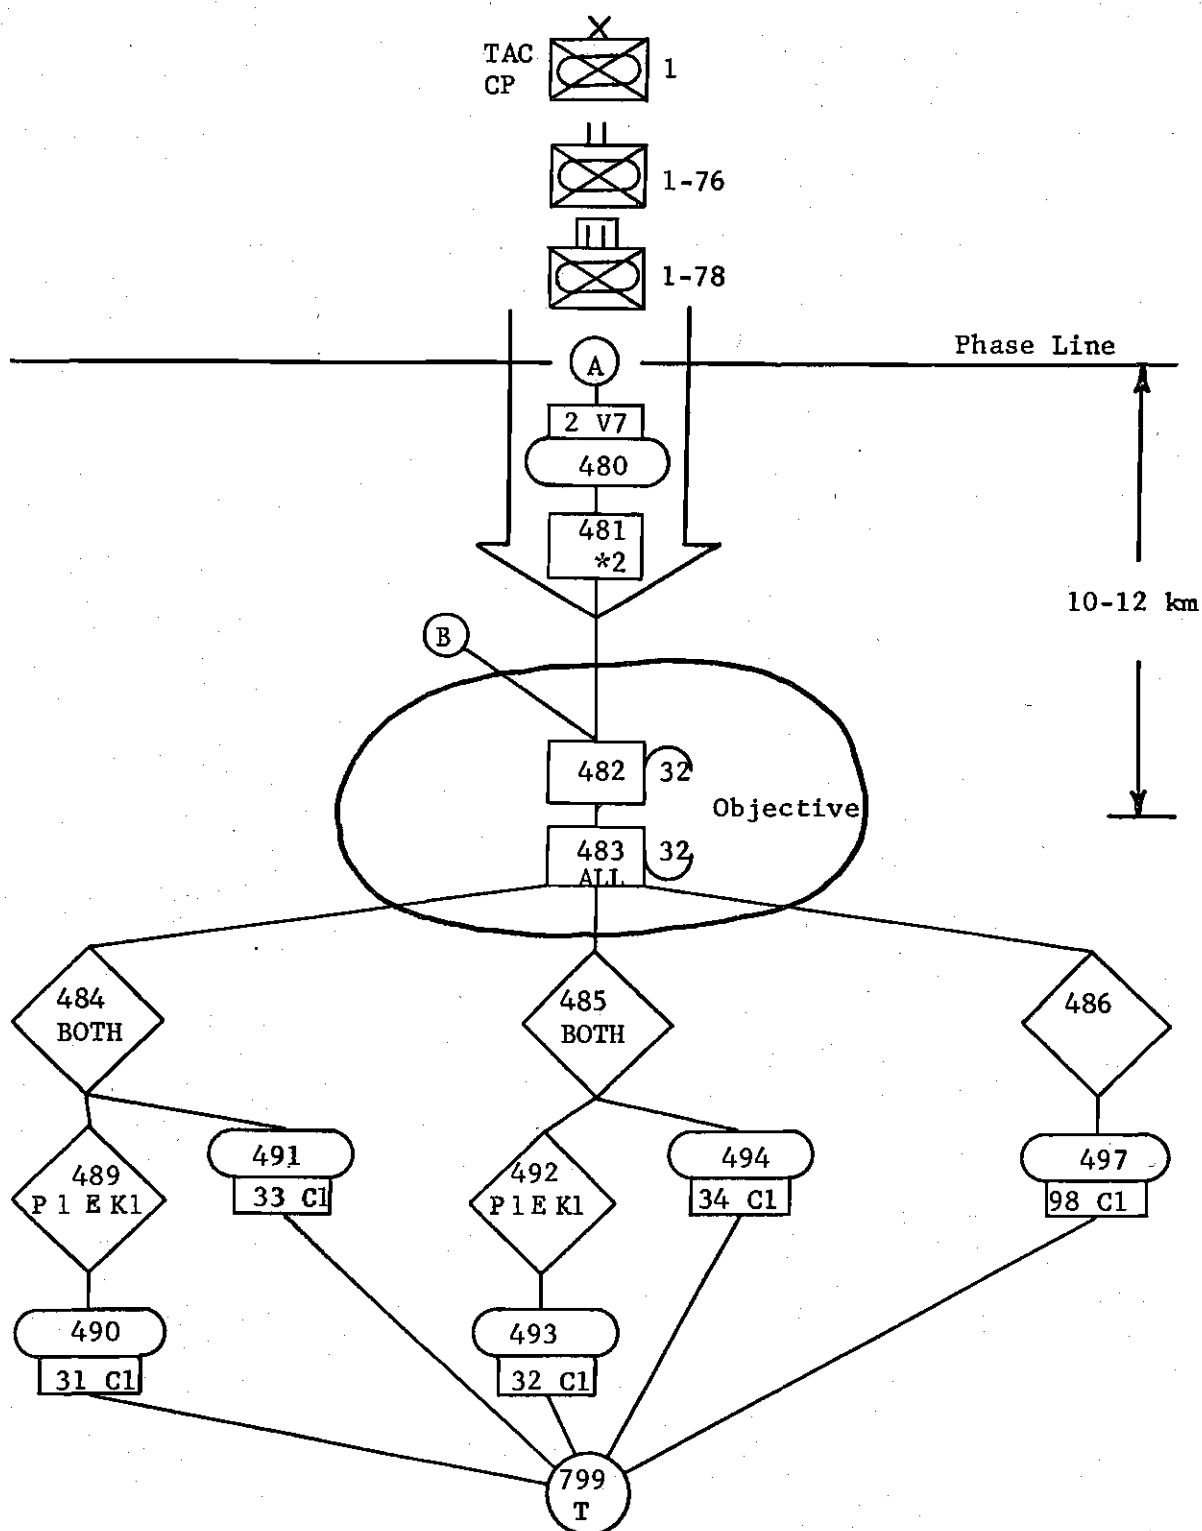 X
TAC
CP
1
1-76
1-78
Phase Line
A
2 V7
480
481
*2
10-12 km
B
482
32
Objective
483
32
ALL
484
BOTH
485
BOTH
486
489
P 1 E K1
491
33 C1
492
P 1 E K1
494
34 C1
497
98 C1
490
31 C1
493
32 C1
799
T